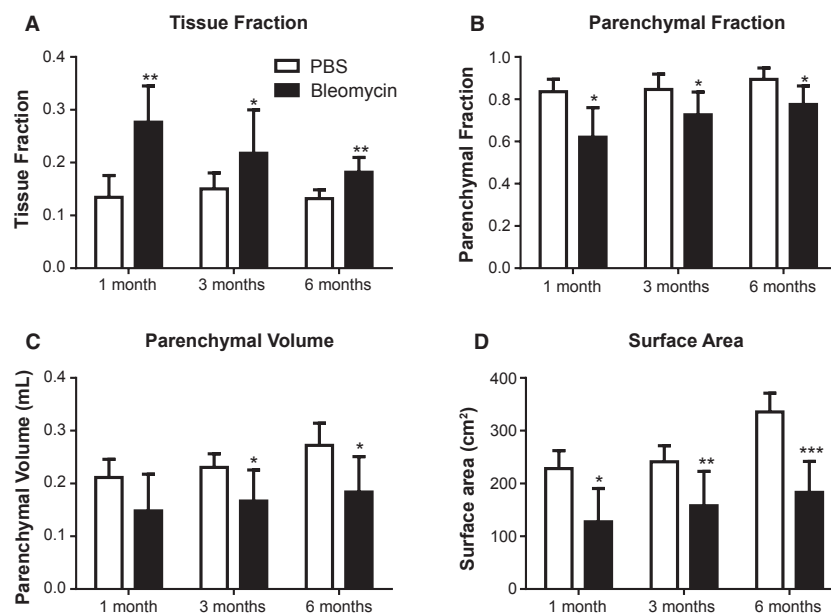 A Tissue Fraction
Tissue Fraction
0.4
0.3
0.2
0.1
0.0
PBS
Bleomycin
** * **
1 month 3 months 6 months
B Parenchymal Fraction
Parenchymal Fraction
1.0
0.8
0.6
0.4
0.2
0.0
* * *
1 month 3 months 6 months
C Parenchymal Volume
Parenchymal Volume (mL)
0.4
0.3
0.2
0.1
0.0
* *
1 month 3 months 6 months
D Surface Area
Surface area (cm²)
400
300
200
100
0
* ** ***
1 month 3 months 6 months